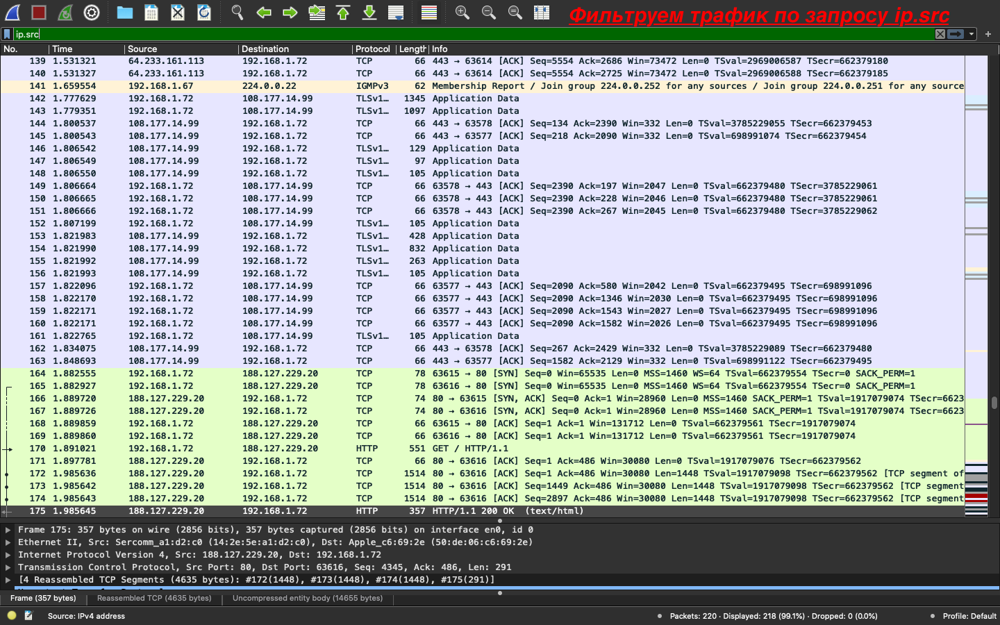 Фильтруем трафик по запросу ip.src
ip.src
No. Time Source Destination Protocol Length Info
139 1.531321 64.233.161.113 192.168.1.72 TCP 66 443 → 63614 [ACK] Seq=5554 Ack=2686 Win=73472 Len=0 TSval=2969006587 TSecr=662379180
140 1.531327 64.233.161.113 192.168.1.72 TCP 66 443 → 63614 [ACK] Seq=5554 Ack=2725 Win=73472 Len=0 TSval=2969006588 TSecr=662379185
141 1.659554 192.168.1.67 224.0.0.22 IGMPv3 62 Membership Report / Join group 224.0.0.252 for any sources / Join group 224.0.0.251 for any source
142 1.777629 192.168.1.72 108.177.14.99 TLSv1… 1345 Application Data
143 1.779351 192.168.1.72 108.177.14.99 TLSv1… 1097 Application Data
144 1.800537 108.177.14.99 192.168.1.72 TCP 66 443 → 63578 [ACK] Seq=134 Ack=2390 Win=332 Len=0 TSval=3785229055 TSecr=662379453
145 1.800543 108.177.14.99 192.168.1.72 TCP 66 443 → 63577 [ACK] Seq=218 Ack=2090 Win=332 Len=0 TSval=698991074 TSecr=662379454
146 1.806542 108.177.14.99 192.168.1.72 TLSv1… 129 Application Data
147 1.806549 108.177.14.99 192.168.1.72 TLSv1… 97 Application Data
148 1.806550 108.177.14.99 192.168.1.72 TLSv1… 105 Application Data
149 1.806664 192.168.1.72 108.177.14.99 TCP 66 63578 → 443 [ACK] Seq=2390 Ack=197 Win=2047 Len=0 TSval=662379480 TSecr=3785229061
150 1.806665 192.168.1.72 108.177.14.99 TCP 66 63578 → 443 [ACK] Seq=2390 Ack=228 Win=2046 Len=0 TSval=662379480 TSecr=3785229061
151 1.806666 192.168.1.72 108.177.14.99 TCP 66 63578 → 443 [ACK] Seq=2390 Ack=267 Win=2045 Len=0 TSval=662379480 TSecr=3785229062
152 1.807199 192.168.1.72 108.177.14.99 TLSv1… 105 Application Data
153 1.821983 108.177.14.99 192.168.1.72 TLSv1… 428 Application Data
154 1.821990 108.177.14.99 192.168.1.72 TLSv1… 832 Application Data
155 1.821992 108.177.14.99 192.168.1.72 TLSv1… 263 Application Data
156 1.821993 108.177.14.99 192.168.1.72 TLSv1… 105 Application Data
157 1.822096 192.168.1.72 108.177.14.99 TCP 66 63577 → 443 [ACK] Seq=2090 Ack=580 Win=2042 Len=0 TSval=662379495 TSecr=698991096
158 1.822170 192.168.1.72 108.177.14.99 TCP 66 63577 → 443 [ACK] Seq=2090 Ack=1346 Win=2030 Len=0 TSval=662379495 TSecr=698991096
159 1.822171 192.168.1.72 108.177.14.99 TCP 66 63577 → 443 [ACK] Seq=2090 Ack=1543 Win=2027 Len=0 TSval=662379495 TSecr=698991096
160 1.822171 192.168.1.72 108.177.14.99 TCP 66 63577 → 443 [ACK] Seq=2090 Ack=1582 Win=2026 Len=0 TSval=662379495 TSecr=698991096
161 1.822765 192.168.1.72 108.177.14.99 TLSv1… 105 Application Data
162 1.834075 108.177.14.99 192.168.1.72 TCP 66 443 → 63578 [ACK] Seq=267 Ack=2429 Win=332 Len=0 TSval=3785229089 TSecr=662379480
163 1.848693 108.177.14.99 192.168.1.72 TCP 66 443 → 63577 [ACK] Seq=1582 Ack=2129 Win=332 Len=0 TSval=698991122 TSecr=662379495
164 1.882555 192.168.1.72 188.127.229.20 TCP 78 63615 → 80 [SYN] Seq=0 Win=65535 Len=0 MSS=1460 WS=64 TSval=662379554 TSecr=0 SACK_PERM=1
165 1.882927 192.168.1.72 188.127.229.20 TCP 78 63616 → 80 [SYN] Seq=0 Win=65535 Len=0 MSS=1460 WS=64 TSval=662379554 TSecr=0 SACK_PERM=1
166 1.889720 188.127.229.20 192.168.1.72 TCP 74 80 → 63615 [SYN, ACK] Seq=0 Ack=1 Win=28960 Len=0 MSS=1460 SACK_PERM=1 TSval=1917079074 TSecr=6623
167 1.889726 188.127.229.20 192.168.1.72 TCP 74 80 → 63616 [SYN, ACK] Seq=0 Ack=1 Win=28960 Len=0 MSS=1460 SACK_PERM=1 TSval=1917079074 TSecr=6623
168 1.889859 192.168.1.72 188.127.229.20 TCP 66 63615 → 80 [ACK] Seq=1 Ack=1 Win=131712 Len=0 TSval=662379561 TSecr=1917079074
169 1.889860 192.168.1.72 188.127.229.20 TCP 66 63616 → 80 [ACK] Seq=1 Ack=1 Win=131712 Len=0 TSval=662379561 TSecr=1917079074
170 1.891021 192.168.1.72 188.127.229.20 HTTP 551 GET / HTTP/1.1
171 1.897781 188.127.229.20 192.168.1.72 TCP 66 80 → 63616 [ACK] Seq=1 Ack=486 Win=30080 Len=0 TSval=1917079076 TSecr=662379562
172 1.985636 188.127.229.20 192.168.1.72 TCP 1514 80 → 63616 [ACK] Seq=1 Ack=486 Win=30080 Len=1448 TSval=1917079098 TSecr=662379562 [TCP segment of
173 1.985642 188.127.229.20 192.168.1.72 TCP 1514 80 → 63616 [ACK] Seq=1449 Ack=486 Win=30080 Len=1448 TSval=1917079098 TSecr=662379562 [TCP segment
174 1.985643 188.127.229.20 192.168.1.72 TCP 1514 80 → 63616 [ACK] Seq=2897 Ack=486 Win=30080 Len=1448 TSval=1917079098 TSecr=662379562 [TCP segment
175 1.985645 188.127.229.20 192.168.1.72 HTTP 357 HTTP/1.1 200 OK (text/html)
Frame 175: 357 bytes on wire (2856 bits), 357 bytes captured (2856 bits) on interface en0, id 0
Ethernet II, Src: Sercomm_a1:d2:c0 (14:2e:5e:a1:d2:c0), Dst: Apple_c6:69:2e (50:de:06:c6:69:2e)
Internet Protocol Version 4, Src: 188.127.229.20, Dst: 192.168.1.72
Transmission Control Protocol, Src Port: 80, Dst Port: 63616, Seq: 4345, Ack: 486, Len: 291
[4 Reassembled TCP Segments (4635 bytes): #172(1448), #173(1448), #174(1448), #175(291)]
Frame (357 bytes) Reassembled TCP (4635 bytes) Uncompressed entity body (14655 bytes)
Source: IPv4 address Packets: 220 · Displayed: 218 (99.1%) · Dropped: 0 (0.0%) Profile: Default